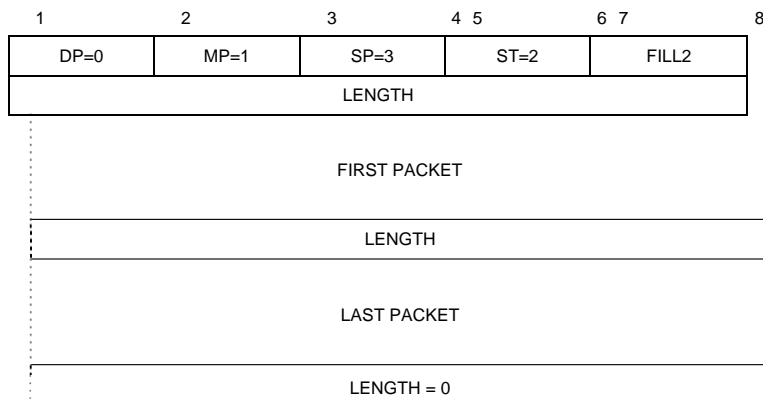 1 2 3 4 5 6 7 8
DP=0 MP=1 SP=3 ST=2 FILL2
LENGTH
FIRST PACKET
LENGTH
LAST PACKET
LENGTH = 0